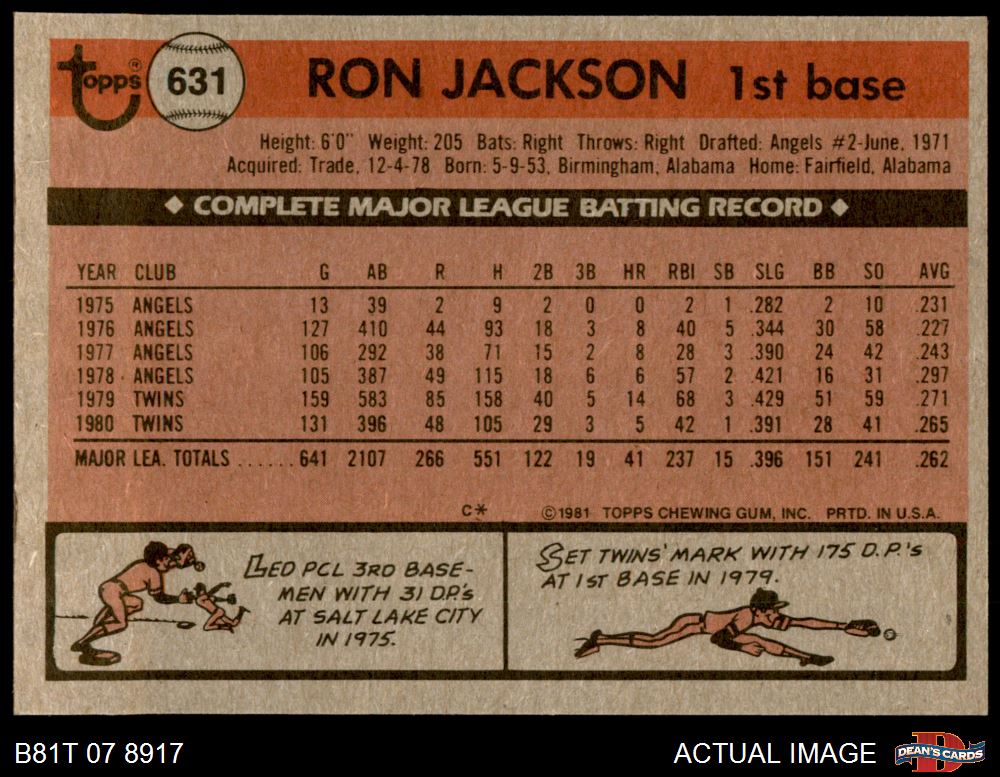 Topps® 631 RON JACKSON 1st base
Height: 6'0" Weight: 205 Bats: Right Throws: Right Drafted: Angels #2-June, 1971
Acquired: Trade, 12-4-78 Born: 5-9-53, Birmingham, Alabama Home: Fairfield, Alabama
◆ COMPLETE MAJOR LEAGUE BATTING RECORD ◆
YEAR CLUB G AB R H 2B 3B HR RBI SB SLG BB SO AVG
1975 ANGELS 13 39 2 9 2 0 0 2 1 .282 2 10 .231
1976 ANGELS 127 410 44 93 18 3 8 40 5 .344 30 58 .227
1977 ANGELS 106 292 38 71 15 2 8 28 3 .390 24 42 .243
1978 ANGELS 105 387 49 115 18 6 6 57 2 .421 16 31 .297
1979 TWINS 159 583 85 158 40 5 14 68 3 .429 51 59 .271
1980 TWINS 131 396 48 105 29 3 5 42 1 .391 28 41 .265
MAJOR LEA. TOTALS ...... 641 2107 266 551 122 19 41 237 15 .396 151 241 .262
C* ©1981 TOPPS CHEWING GUM, INC. PRTD. IN U.S.A.
LED PCL 3RD BASE-
MEN WITH 31 D.P.'s
AT SALT LAKE CITY
IN 1975.
SET TWINS' MARK WITH 175 D.P.'s
AT 1ST BASE IN 1979.
B81T 07 8917 ACTUAL IMAGE DEAN'S CARDS